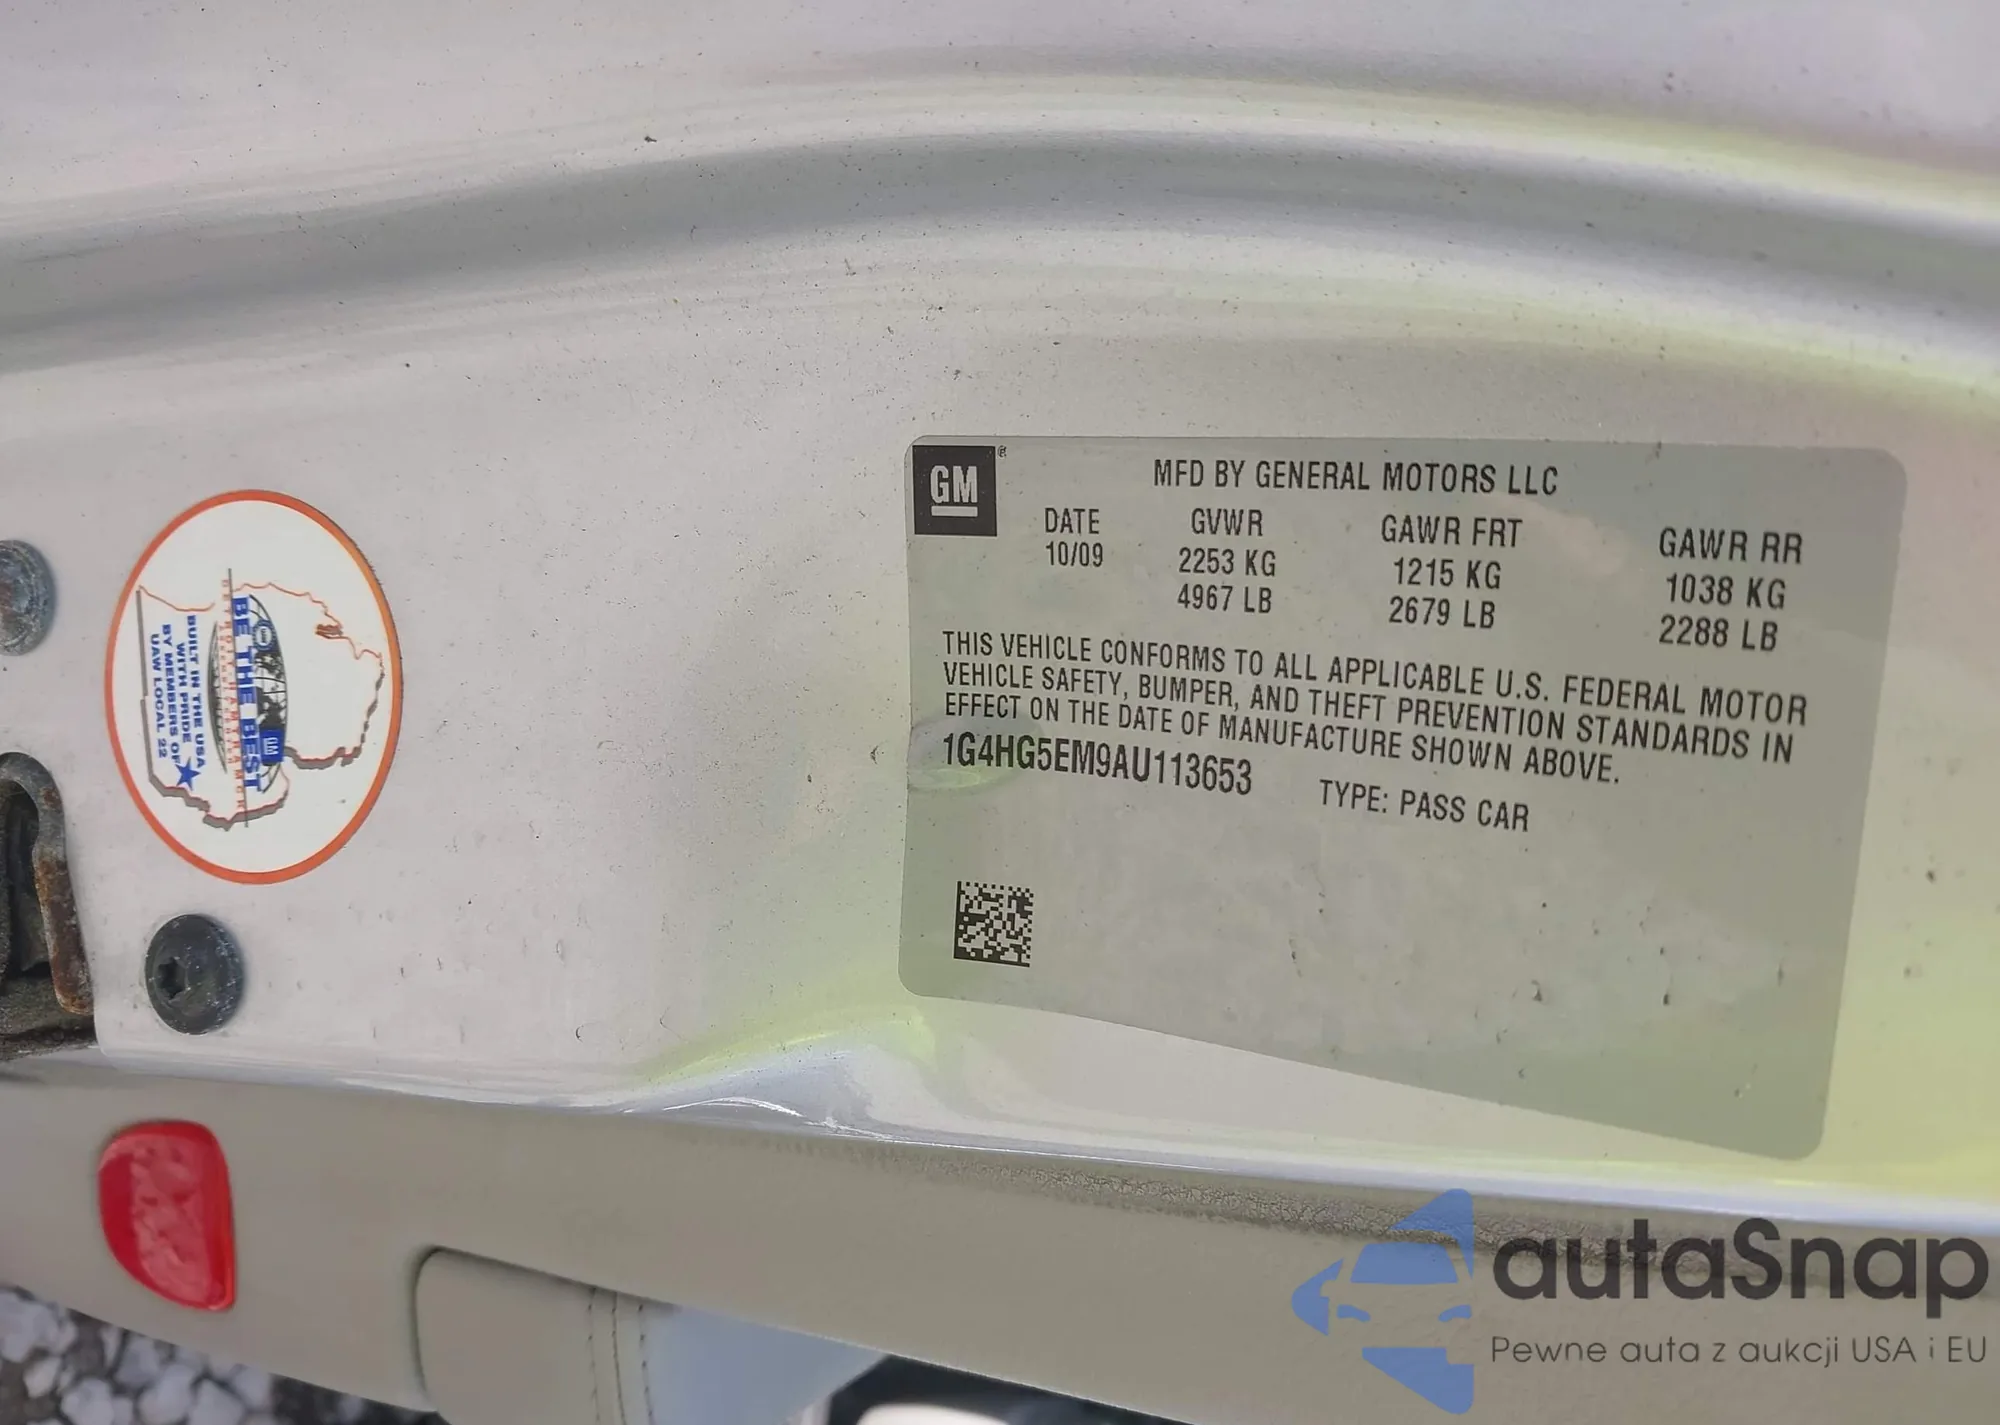 GM
MFD BY GENERAL MOTORS LLC
DATE GVWR GAWR FRT GAWR RR
10/09 2253 KG 1215 KG 1038 KG
4967 LB 2679 LB 2288 LB
THIS VEHICLE CONFORMS TO ALL APPLICABLE U.S. FEDERAL MOTOR
VEHICLE SAFETY, BUMPER, AND THEFT PREVENTION STANDARDS IN
EFFECT ON THE DATE OF MANUFACTURE SHOWN ABOVE.
1G4HG5EM9AU113653 TYPE: PASS CAR
BE THE BEST
GM
BUILT IN THE USA
WITH PRIDE
BY MEMBERS OF
UAW LOCAL 22
autaSnap
Pewne auta z aukcji USA i EU